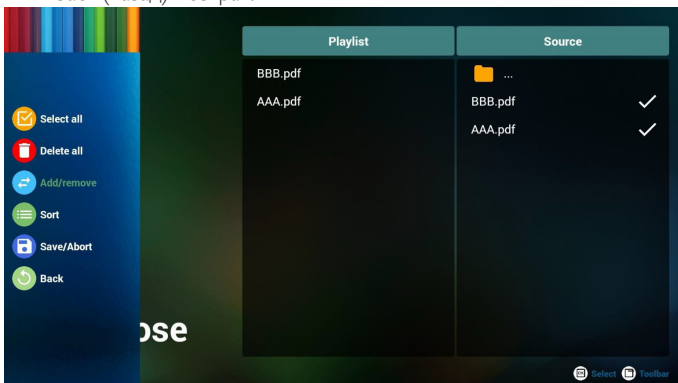 Playlist
Source
BBB.pdf
AAA.pdf
...
BBB.pdf
AAA.pdf
Select all
Delete all
Add/remove
Sort
Save/Abort
Back
ose
OK Select Toolbar